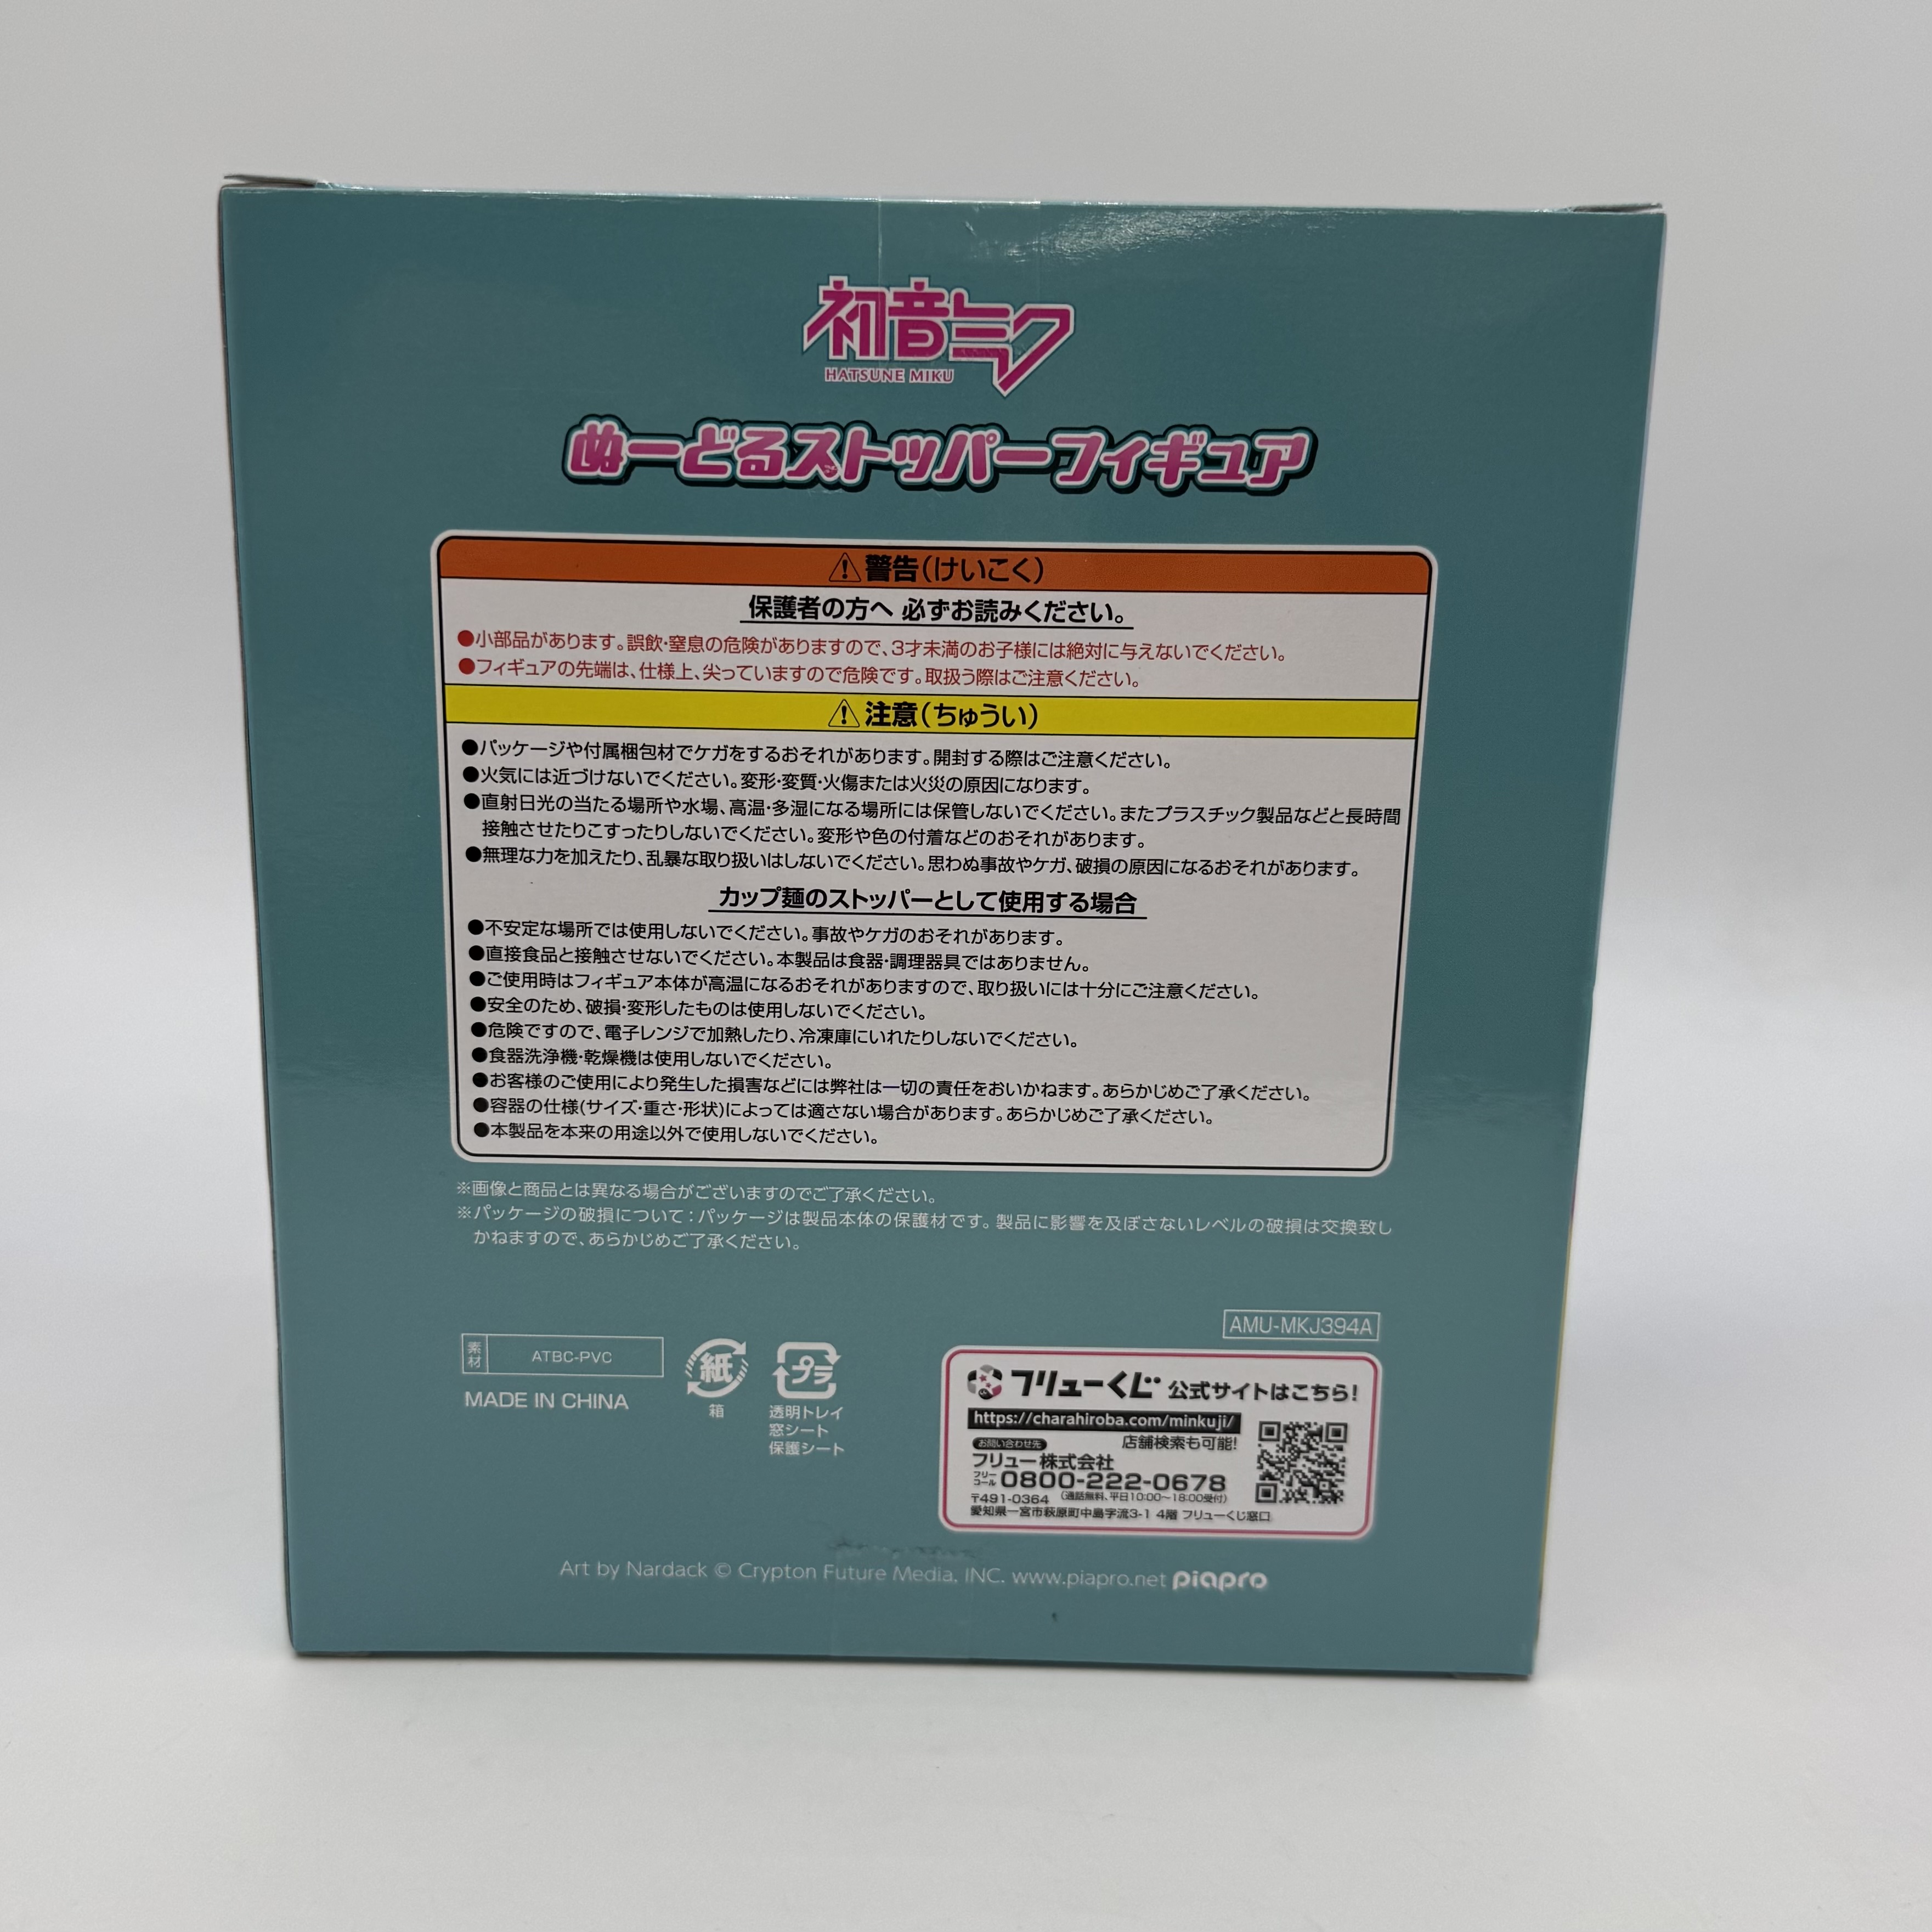 初音ミク
HATSUNE MIKU
ぬーどるストッパーフィギュア
⚠警告(けいこく)
保護者の方へ 必ずお読みください。
●小部品があります。誤飲・窒息の危険がありますので、3才未満のお子様には絶対に与えないでください。
●フィギュアの先端は、仕様上、尖っていますので危険です。取扱う際はご注意ください。
⚠注意(ちゅうい)
●パッケージや付属梱包材でケガをするおそれがあります。開封する際はご注意ください。
●火気には近づけないでください。変形・変質・火傷または火災の原因になります。
●直射日光の当たる場所や水場、高温・多湿になる場所には保管しないでください。またプラスチック製品などと長時間
接触させたりこすったりしないでください。変形や色の付着などのおそれがあります。
●無理な力を加えたり、乱暴な取り扱いはしないでください。思わぬ事故やケガ、破損の原因になるおそれがあります。
カップ麺のストッパーとして使用する場合
●不安定な場所では使用しないでください。事故やケガのおそれがあります。
●直接食品と接触させないでください。本製品は食器・調理器具ではありません。
●ご使用時はフィギュア本体が高温になるおそれがありますので、取り扱いには十分にご注意ください。
●安全のため、破損・変形したものは使用しないでください。
●危険ですので、電子レンジで加熱したり、冷凍庫にいれたりしないでください。
●食器洗浄機・乾燥機は使用しないでください。
●お客様のご使用により発生した損害などには弊社は一切の責任をおいかねます。あらかじめご了承ください。
●容器の仕様(サイズ・重さ・形状)によっては適さない場合があります。あらかじめご了承ください。
●本製品を本来の用途以外で使用しないでください。
※画像と商品とは異なる場合がございますのでご了承ください。
※パッケージの破損について:パッケージは製品本体の保護材です。製品に影響を及ぼさないレベルの破損は交換致し
かねますので、あらかじめご了承ください。
AMU-MKJ394A
素材 ATBC-PVC
MADE IN CHINA
紙
箱
プラ
透明トレイ
窓シート
保護シート
フリューくじ 公式サイトはこちら!
https://charahiroba.com/minkuji/
店舗検索も可能!
お問い合わせ先
フリュー株式会社
フリーコール 0800-222-0678
〒491-0364 (通話無料、平日10:00〜18:00受付)
愛知県一宮市萩原町中島字流3-1 4階 フリューくじ窓口
Art by Nardack © Crypton Future Media, INC. www.piapro.net piapro